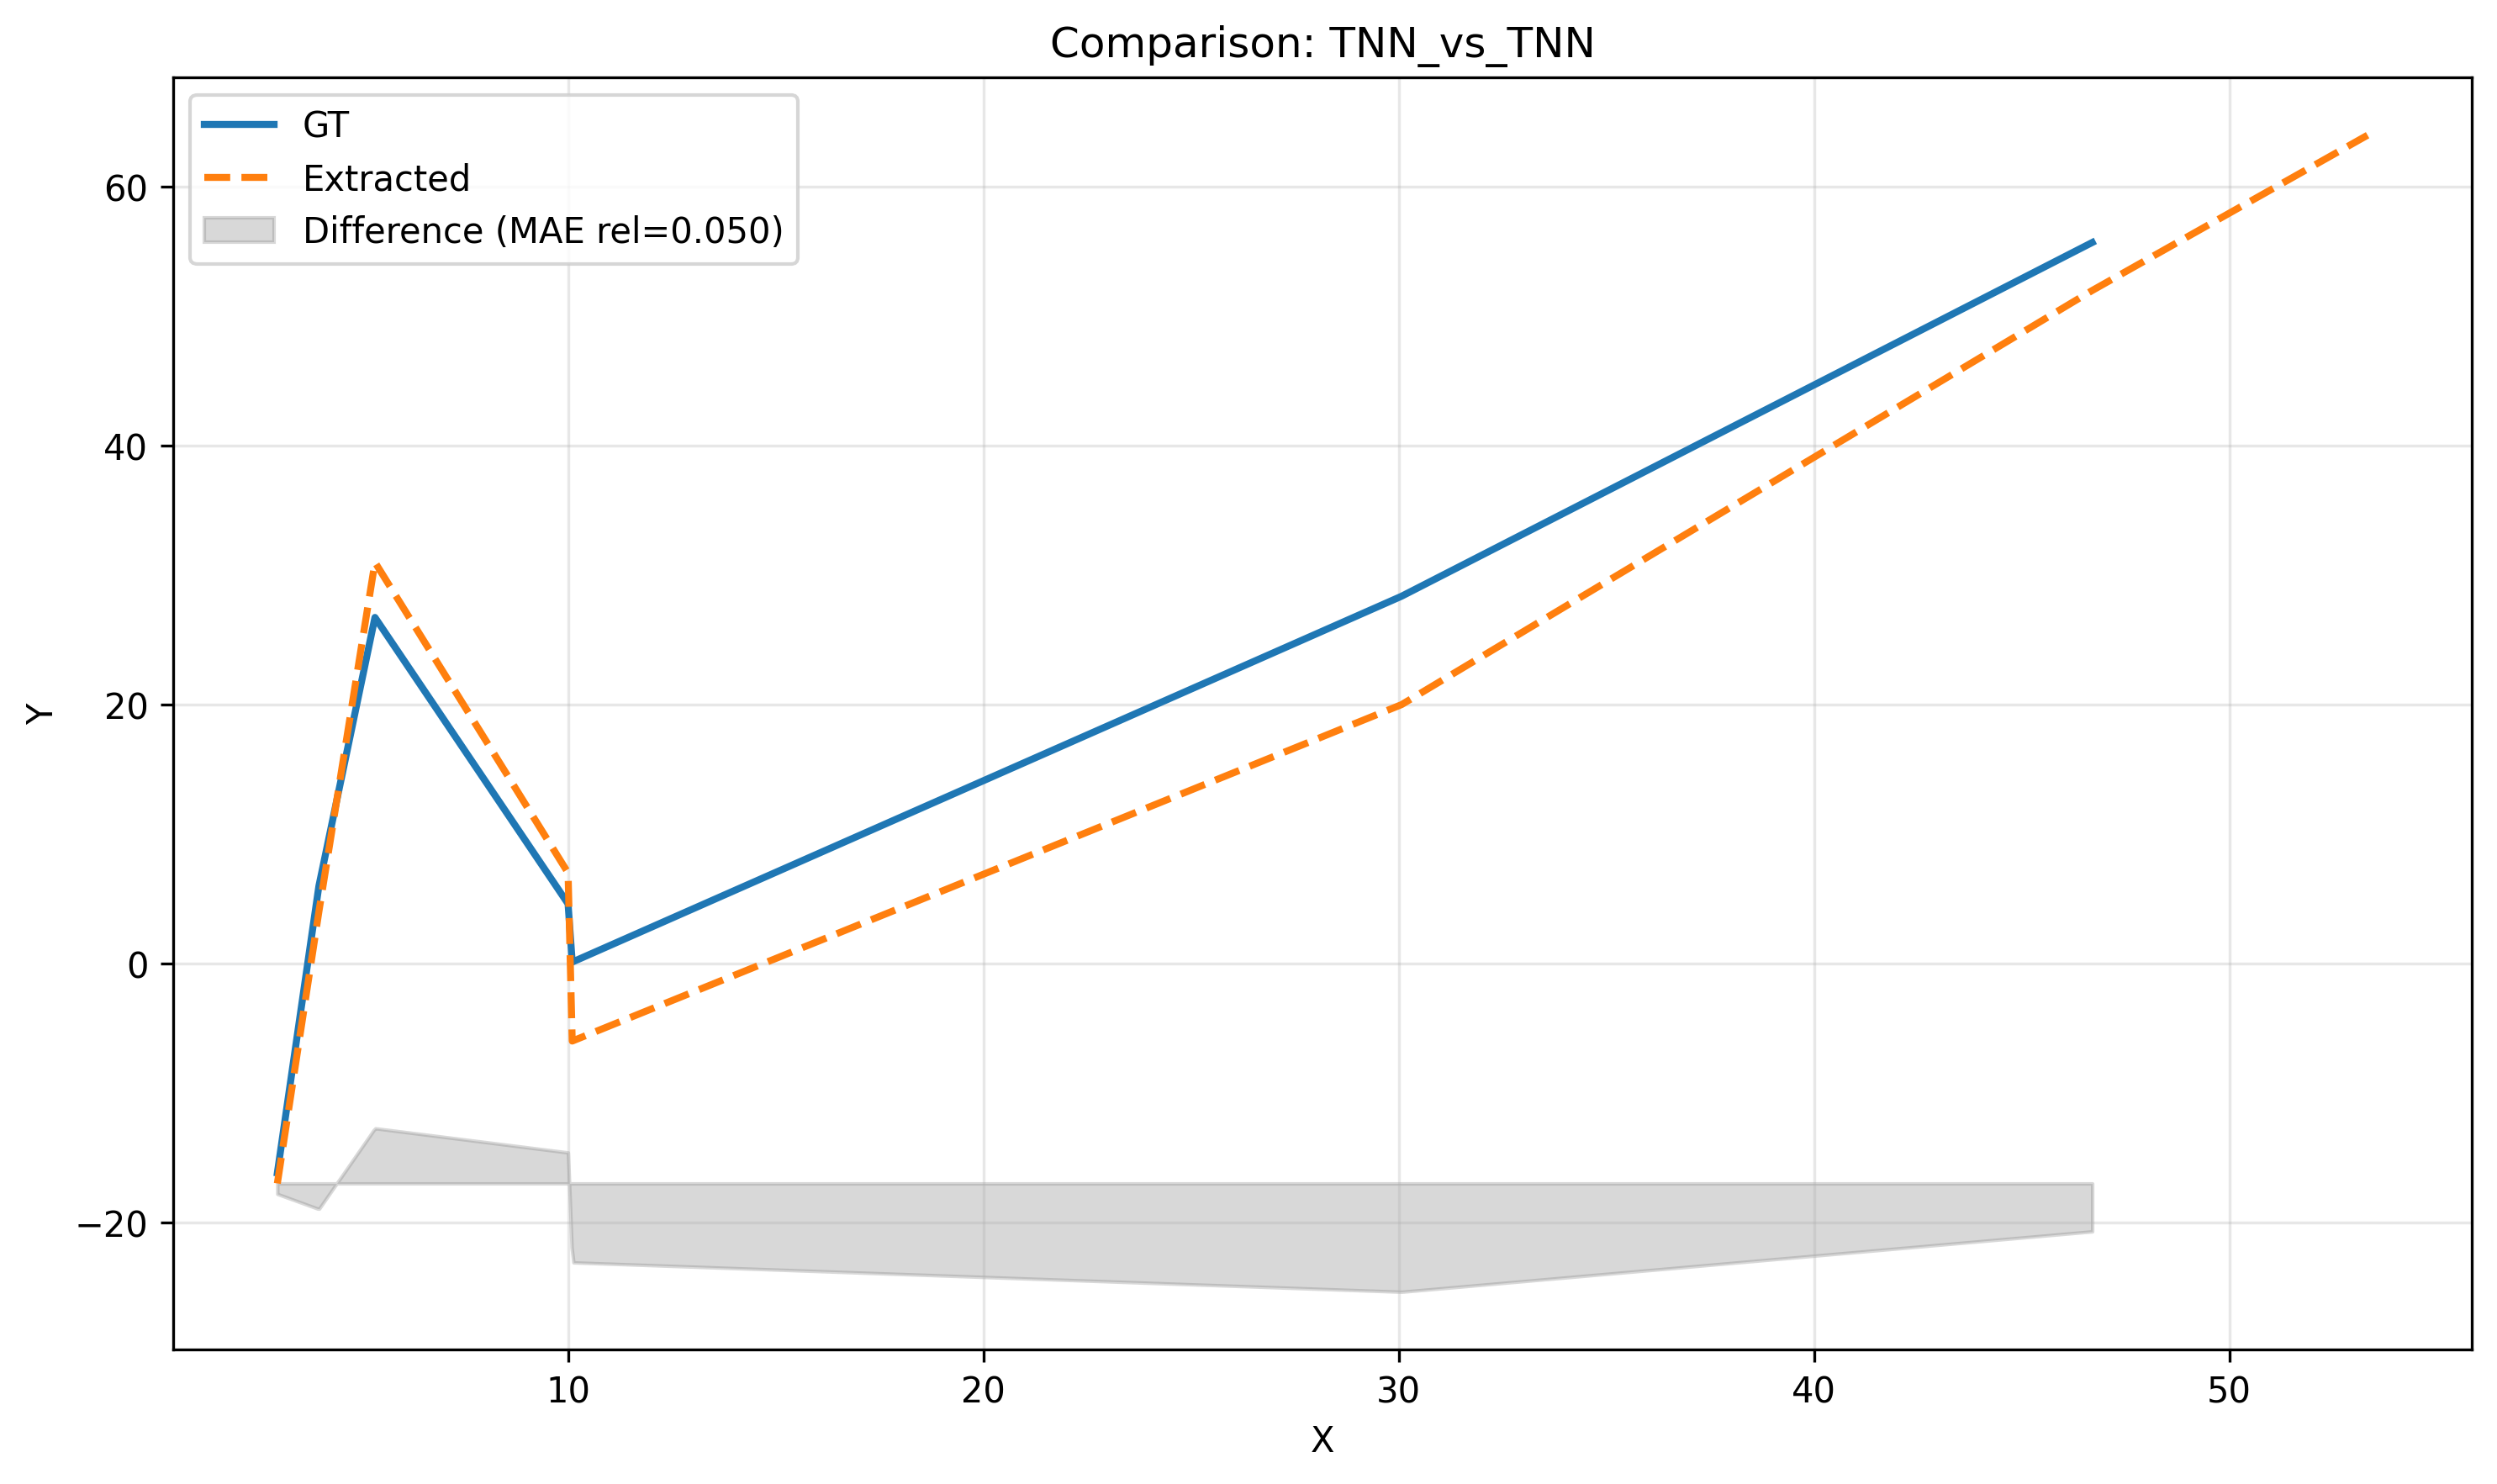 Comparison: TNN_vs_TNN
GT
Extracted
Difference (MAE rel=0.050)
60
40
20
0
−20
Y
10
20
30
40
50
X